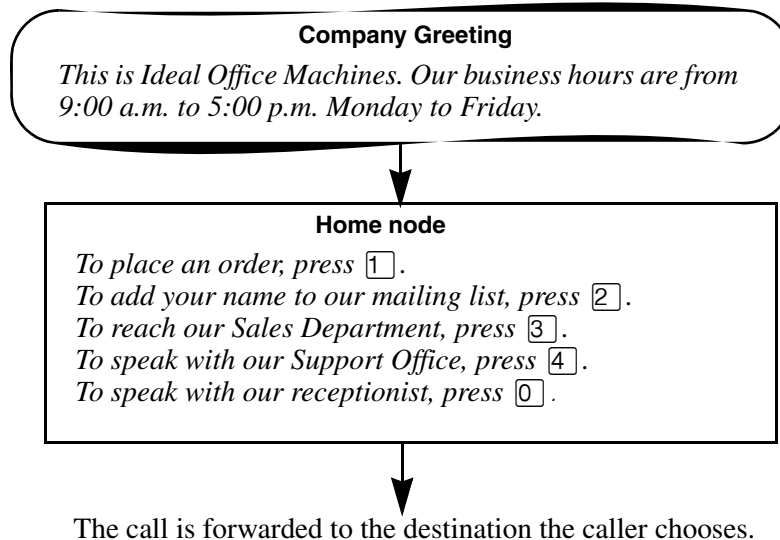 Company Greeting
This is Ideal Office Machines. Our business hours are from
9:00 a.m. to 5:00 p.m. Monday to Friday.
Home node
To place an order, press 1.
To add your name to our mailing list, press 2.
To reach our Sales Department, press 3.
To speak with our Support Office, press 4.
To speak with our receptionist, press 0.
The call is forwarded to the destination the caller chooses.